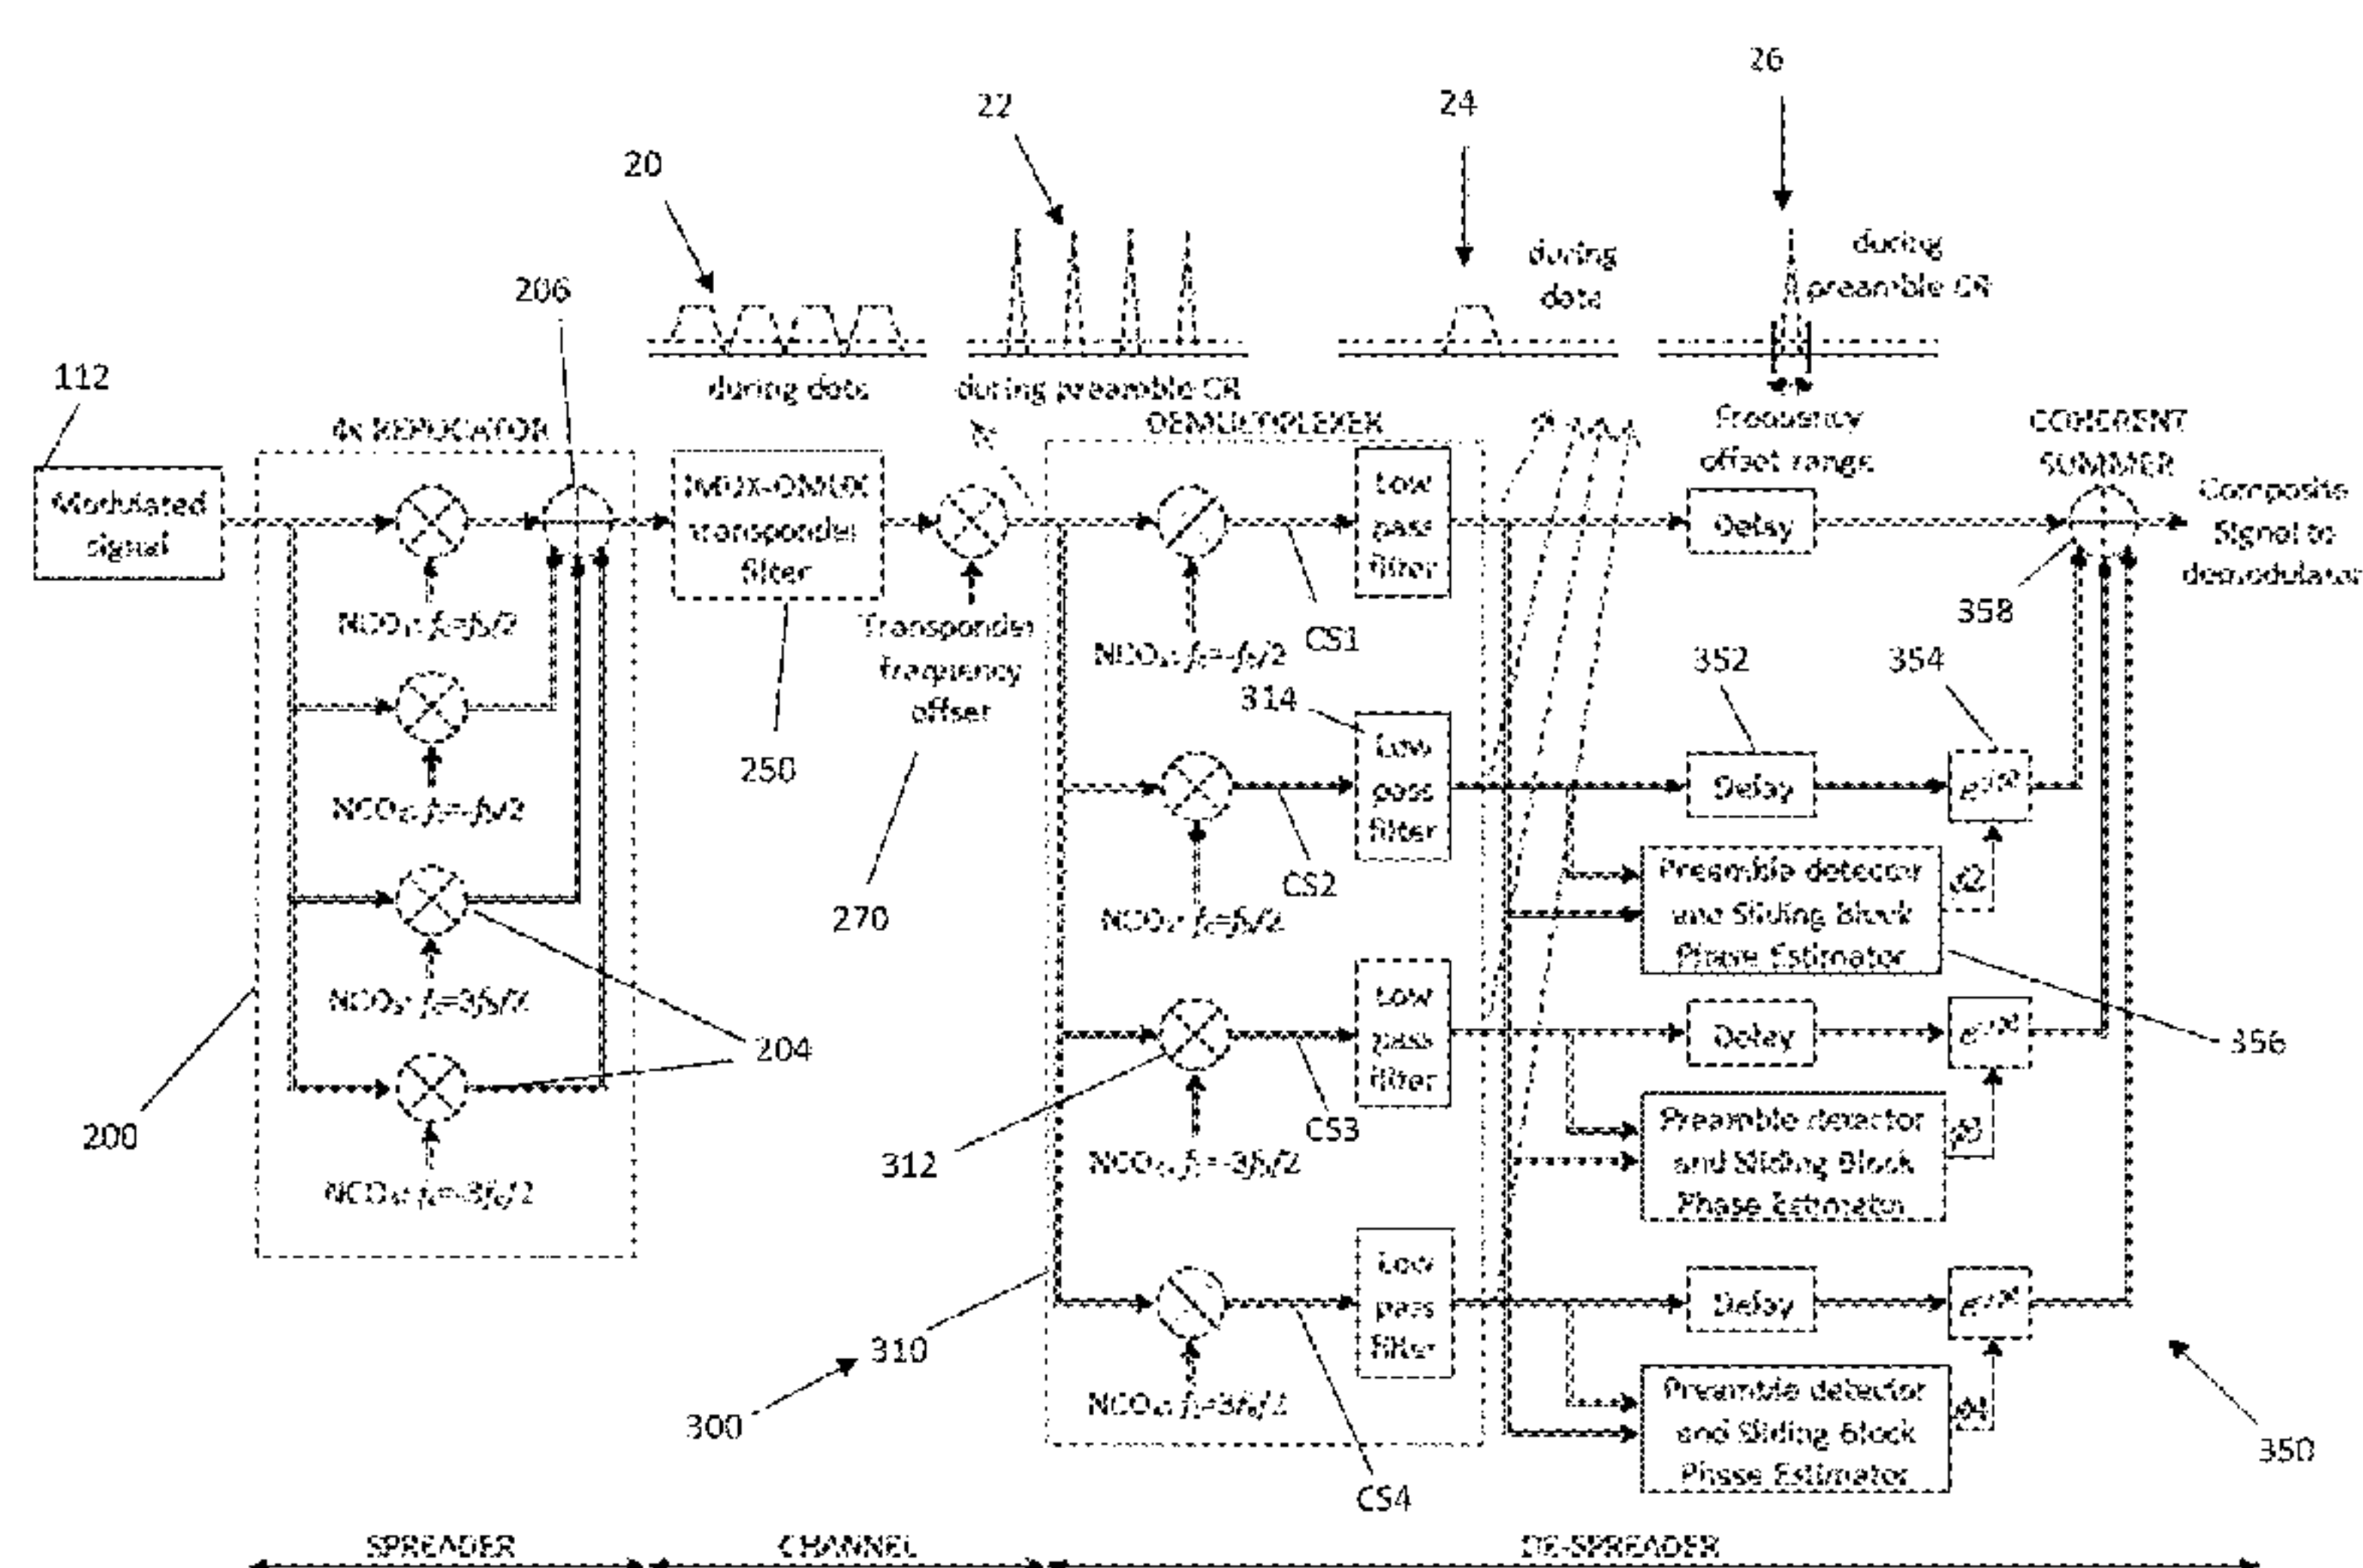 26
22
24
20
206
during
data
during
preamble CR
112
during data
during preamble CR
4x REPLICATOR
DEMULTIPLEXER
Frequency
offset range
COHERENT
SUMMER
Modulated
signal
IMUX-OMUX
transponder
filter
Low
pass
filter
Delay
Composite
Signal to
demodulator
358
Transponder
frequency
offset
CS1
352
354
314
250
Low
pass
filter
Delay
CS2
270
Preamble detector
and Sliding Block
Phase Estimator
Low
pass
filter
Delay
356
204
200
312
CS3
Preamble detector
and Sliding Block
Phase Estimator
Low
pass
filter
Delay
310
300
Preamble detector
and Sliding Block
Phase Estimator
350
CS4
SPREADER
CHANNEL
DE-SPREADER